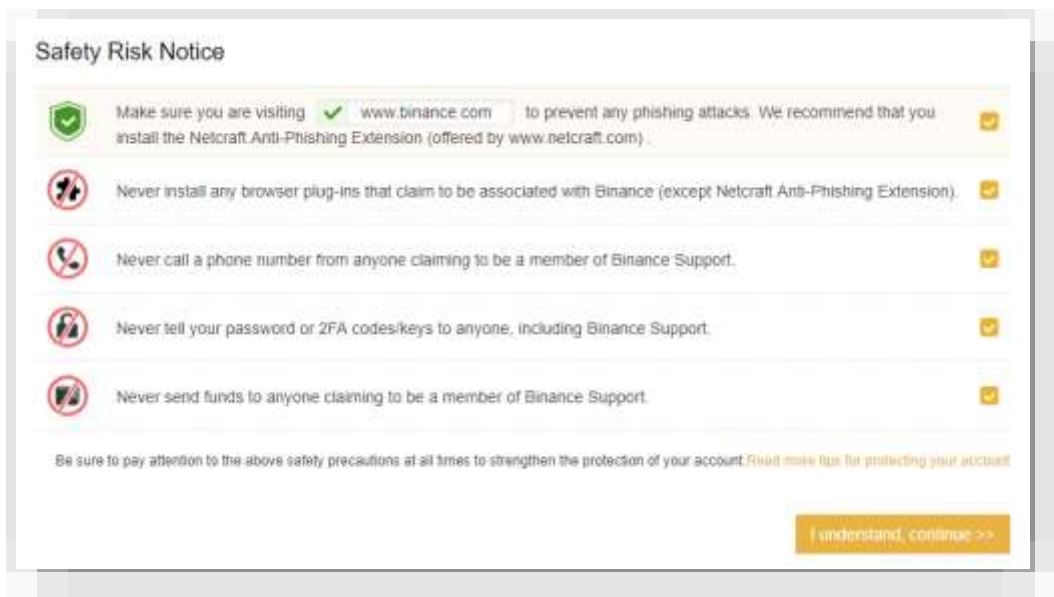 Safety Risk Notice
Make sure you are visiting www.binance.com to prevent any phishing attacks. We recommend that you
install the Netcraft Anti-Phishing Extension (offered by www.netcraft.com) .
Never install any browser plug-ins that claim to be associated with Binance (except Netcraft Anti-Phishing Extension).
Never call a phone number from anyone claiming to be a member of Binance Support.
Never tell your password or 2FA codes/keys to anyone, including Binance Support.
Never send funds to anyone claiming to be a member of Binance Support.
Be sure to pay attention to the above safety precautions at all times to strengthen the protection of your account.Read more tips for protecting your account
I understand, continue >>